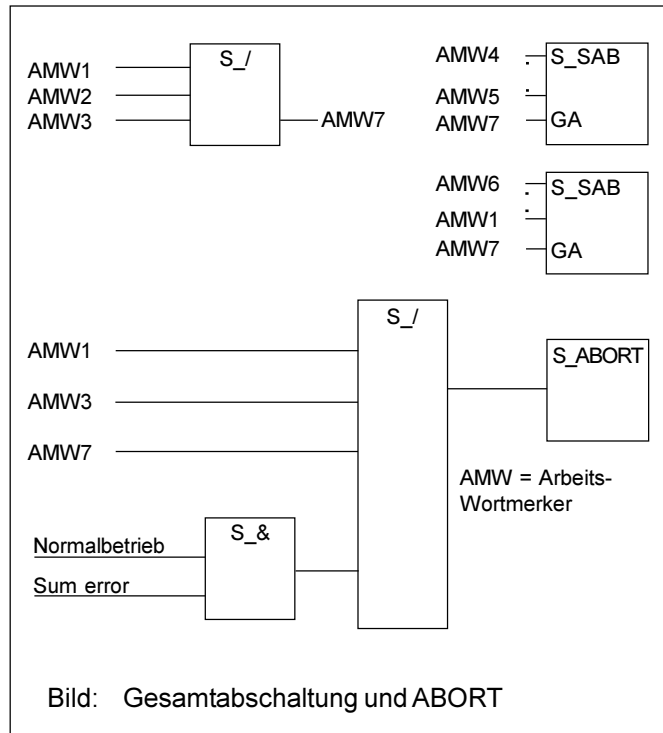 S_/
AMW1
AMW2
AMW3
AMW7
AMW4
S_SAB
AMW5
AMW7
GA
AMW6
S_SAB
AMW1
AMW7
GA
S_/
AMW1
S_ABORT
AMW3
AMW7
AMW = Arbeits-
Wortmerker
Normalbetrieb
S_&
Sum error
Bild: Gesamtabschaltung und ABORT